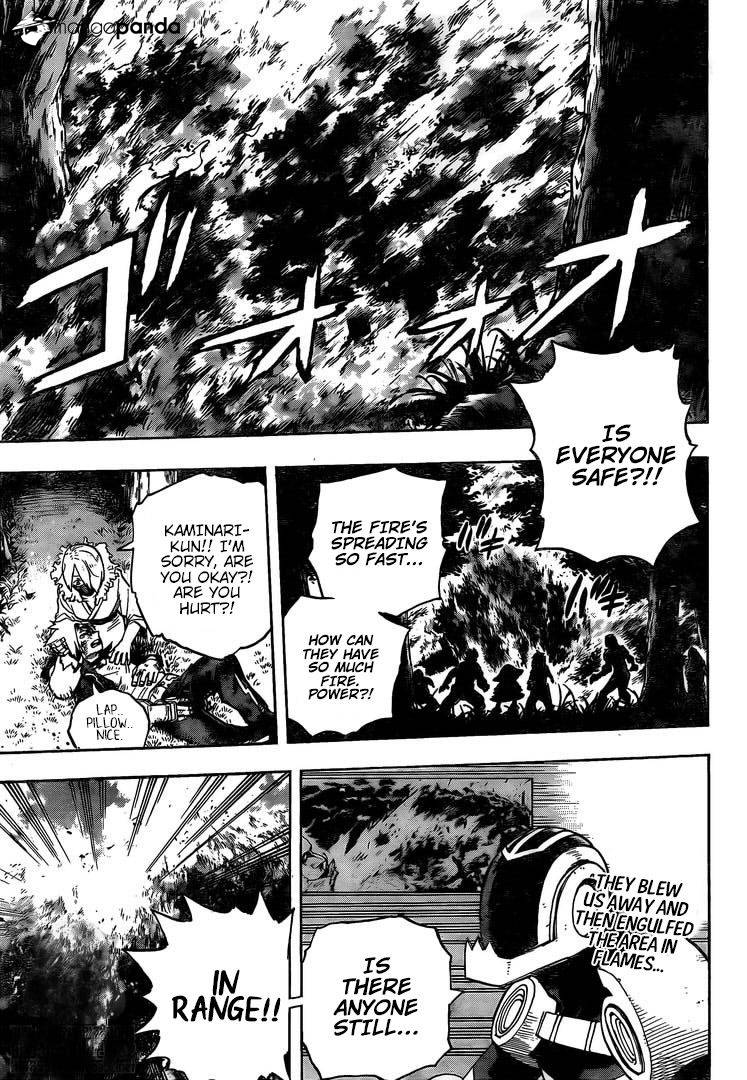 mangapanda
ゴォォオ
IS
EVERYONE
SAFE?!!
THE FIRE'S
SPREADING
SO FAST...
HOW CAN
THEY HAVE
SO MUCH
FIRE.
POWER?!
KAMINARI-
KUN!! I'M
SORRY, ARE
YOU OKAY?!
ARE YOU
HURT?!
LAP..
PILLOW..
NICE.
THEY BLEW
US AWAY AND
THEN ENGULFED
THE AREA IN
FLAMES...
IS
THERE
ANYONE
STILL...
IN
RANGE!!